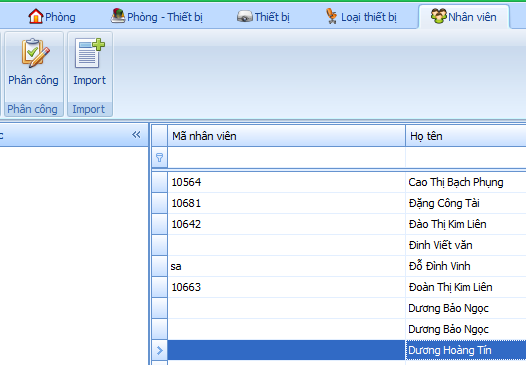 Phòng Phòng - Thiết bị Thiết bị Loại thiết bị Nhân viên
Phân công Import
Phân công Import
c «
Mã nhân viên Họ tên
10564 Cao Thị Bạch Phụng
10681 Đặng Công Tài
10642 Đào Thị Kim Liên
Đinh Viết văn
sa Đỗ Đình Vinh
10663 Đoàn Thị Kim Liên
Dương Bảo Ngọc
Dương Bảo Ngọc
Dương Hoàng Tín